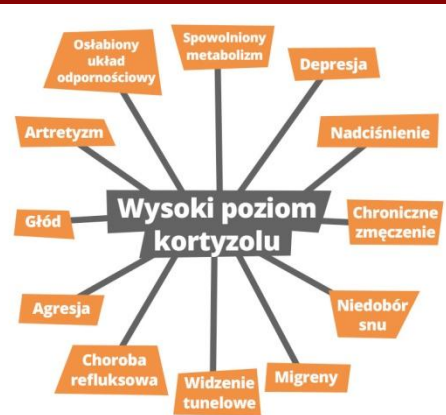 Osłabiony
układ
odpornościowy
Spowolniony
metabolizm
Depresja
Artretyzm
Nadciśnienie
Głód
Wysoki poziom
kortyzolu
Chroniczne
zmęczenie
Agresja
Niedobór
snu
Choroba
refluksowa
Widzenie
tunelowe
Migreny